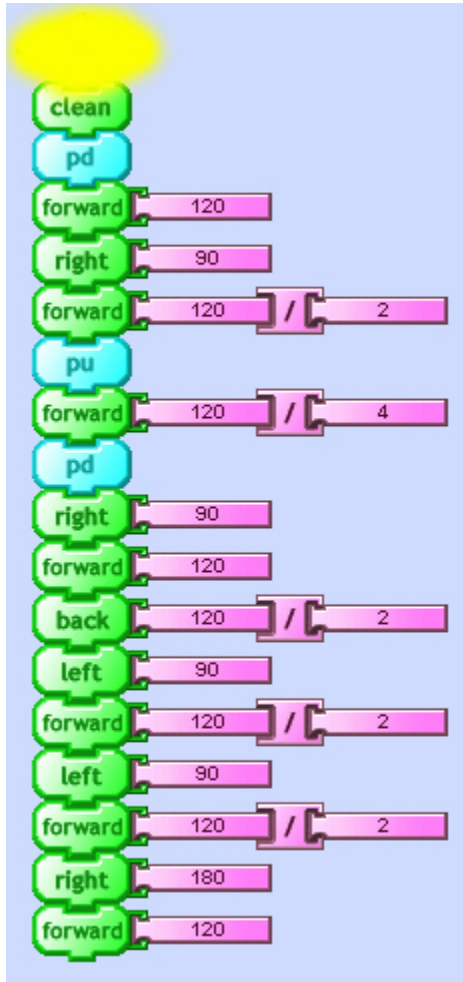 clean
pd
forward 120
right 90
forward 120 / 2
pu
forward 120 / 4
pd
right 90
forward 120
back 120 / 2
left 90
forward 120 / 2
left 90
forward 120 / 2
right 180
forward 120